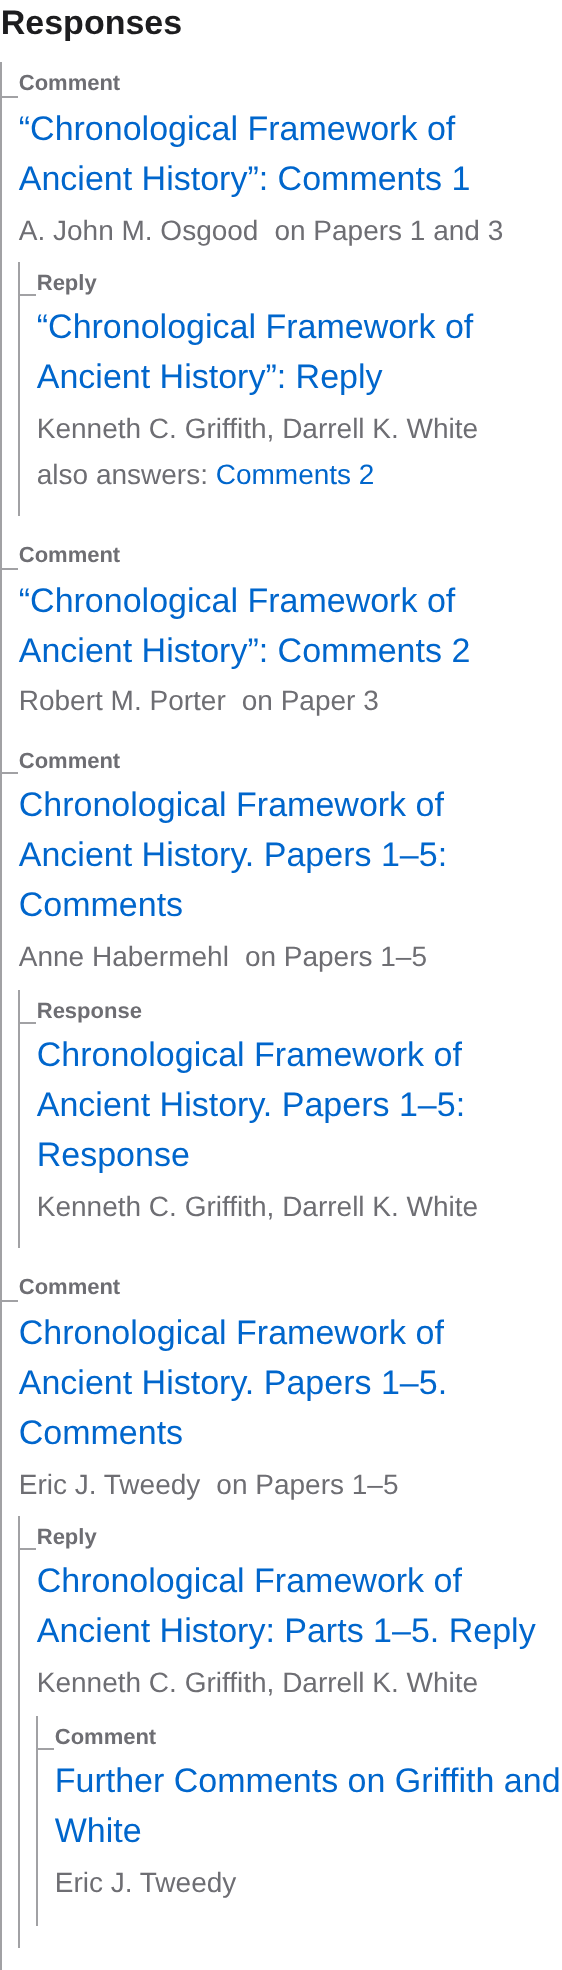 Responses
Comment
“Chronological Framework of
Ancient History”: Comments 1
A. John M. Osgood on Papers 1 and 3
Reply
“Chronological Framework of
Ancient History”: Reply
Kenneth C. Griffith, Darrell K. White
also answers: Comments 2
Comment
“Chronological Framework of
Ancient History”: Comments 2
Robert M. Porter on Paper 3
Comment
Chronological Framework of
Ancient History. Papers 1–5:
Comments
Anne Habermehl on Papers 1–5
Response
Chronological Framework of
Ancient History. Papers 1–5:
Response
Kenneth C. Griffith, Darrell K. White
Comment
Chronological Framework of
Ancient History. Papers 1–5.
Comments
Eric J. Tweedy on Papers 1–5
Reply
Chronological Framework of
Ancient History: Parts 1–5. Reply
Kenneth C. Griffith, Darrell K. White
Comment
Further Comments on Griffith and
White
Eric J. Tweedy